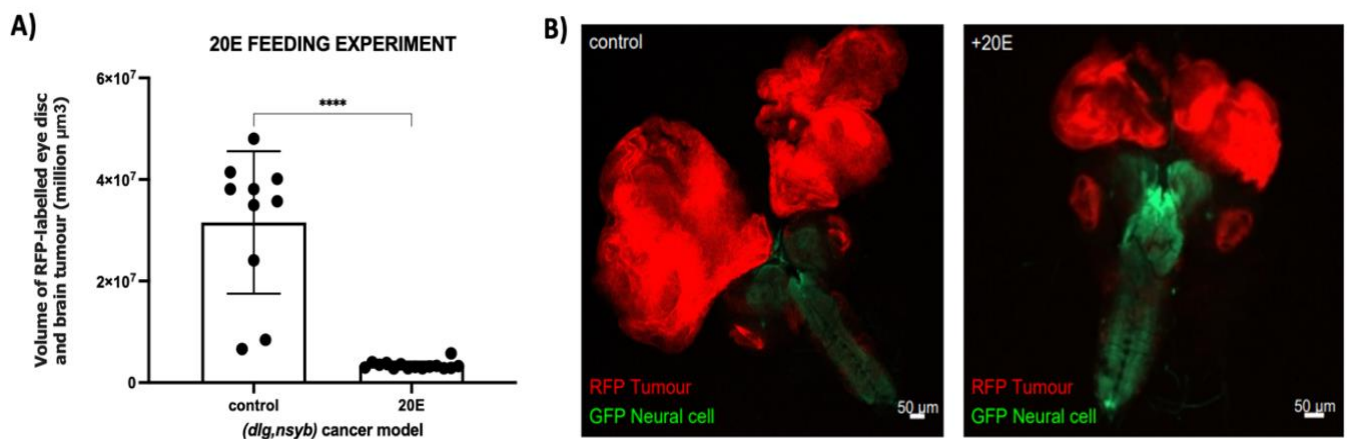 A)
20E FEEDING EXPERIMENT
Volume of RFP-labelled eye disc
and brain tumour (million μm3)
6×10⁷
4×10⁷
2×10⁷
0
****
control
20E
(dlg,nsyb) cancer model
B)
control
RFP Tumour
GFP Neural cell
50 μm
+20E
RFP Tumour
GFP Neural cell
50 μm